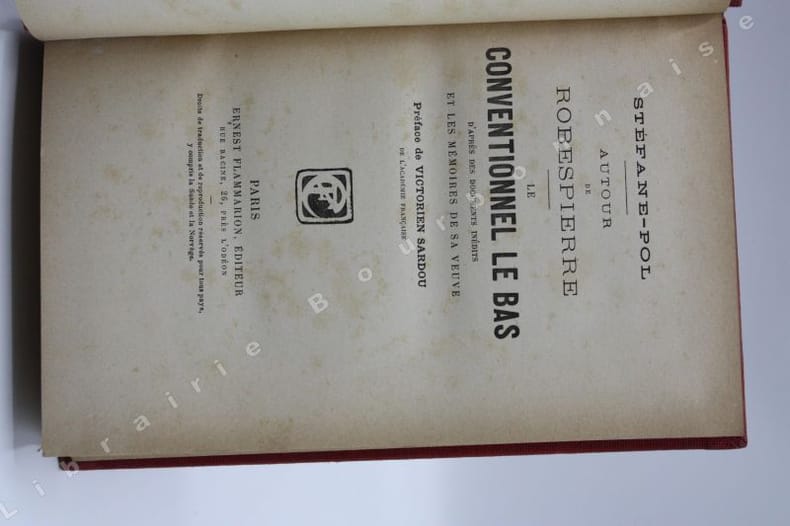 STÉFANE-POL
AUTOUR
DE
ROBESPIERRE
LE
CONVENTIONNEL LE BAS
D'APRÈS DES DOCUMENTS INÉDITS
ET LES MÉMOIRES DE SA VEUVE
Préface de VICTORIEN SARDOU
DE L'ACADÉMIE FRANÇAISE
PARIS
ERNEST FLAMMARION, ÉDITEUR
RUE RACINE, 26, PRÈS L'ODÉON
Droits de traduction et de reproduction réservés pour tous pays,
y compris la Suède et la Norvège.
Librairie Bournaise